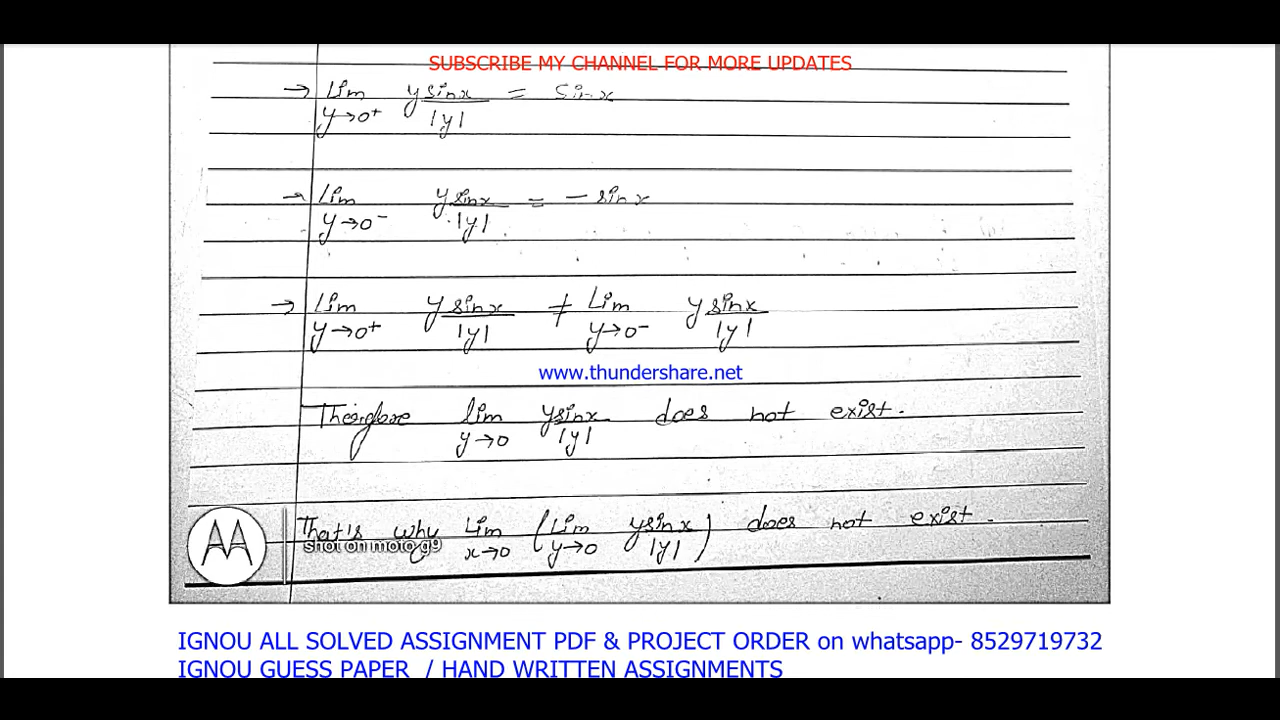 SUBSCRIBE MY CHANNEL FOR MORE UPDATES
→ Lim y→0⁺ y sinx / |y| = sinx
→ Lim y→0⁻ y sinx / |y| = − sinx
→ Lim y→0⁺ y sinx / |y| ≠ Lim y→0⁻ y sinx / |y|
www.thundershare.net
Therefore lim y→0 y sinx / |y| does not exist.
That's why Lim x→0 (Lim y→0 y sinx / |y|) does not exist.
shot on moto g9
IGNOU ALL SOLVED ASSIGNMENT PDF & PROJECT ORDER on whatsapp- 8529719732
IGNOU GUESS PAPER / HAND WRITTEN ASSIGNMENTS